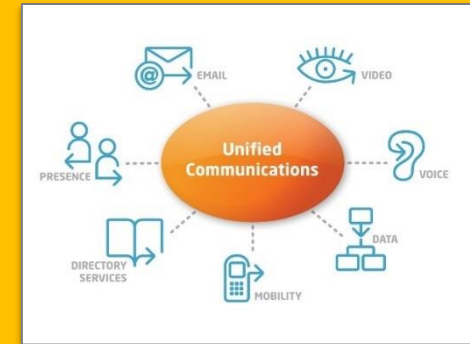 EMAIL
VIDEO
Unified
Communications
PRESENCE
VOICE
DATA
DIRECTORY
SERVICES
MOBILITY